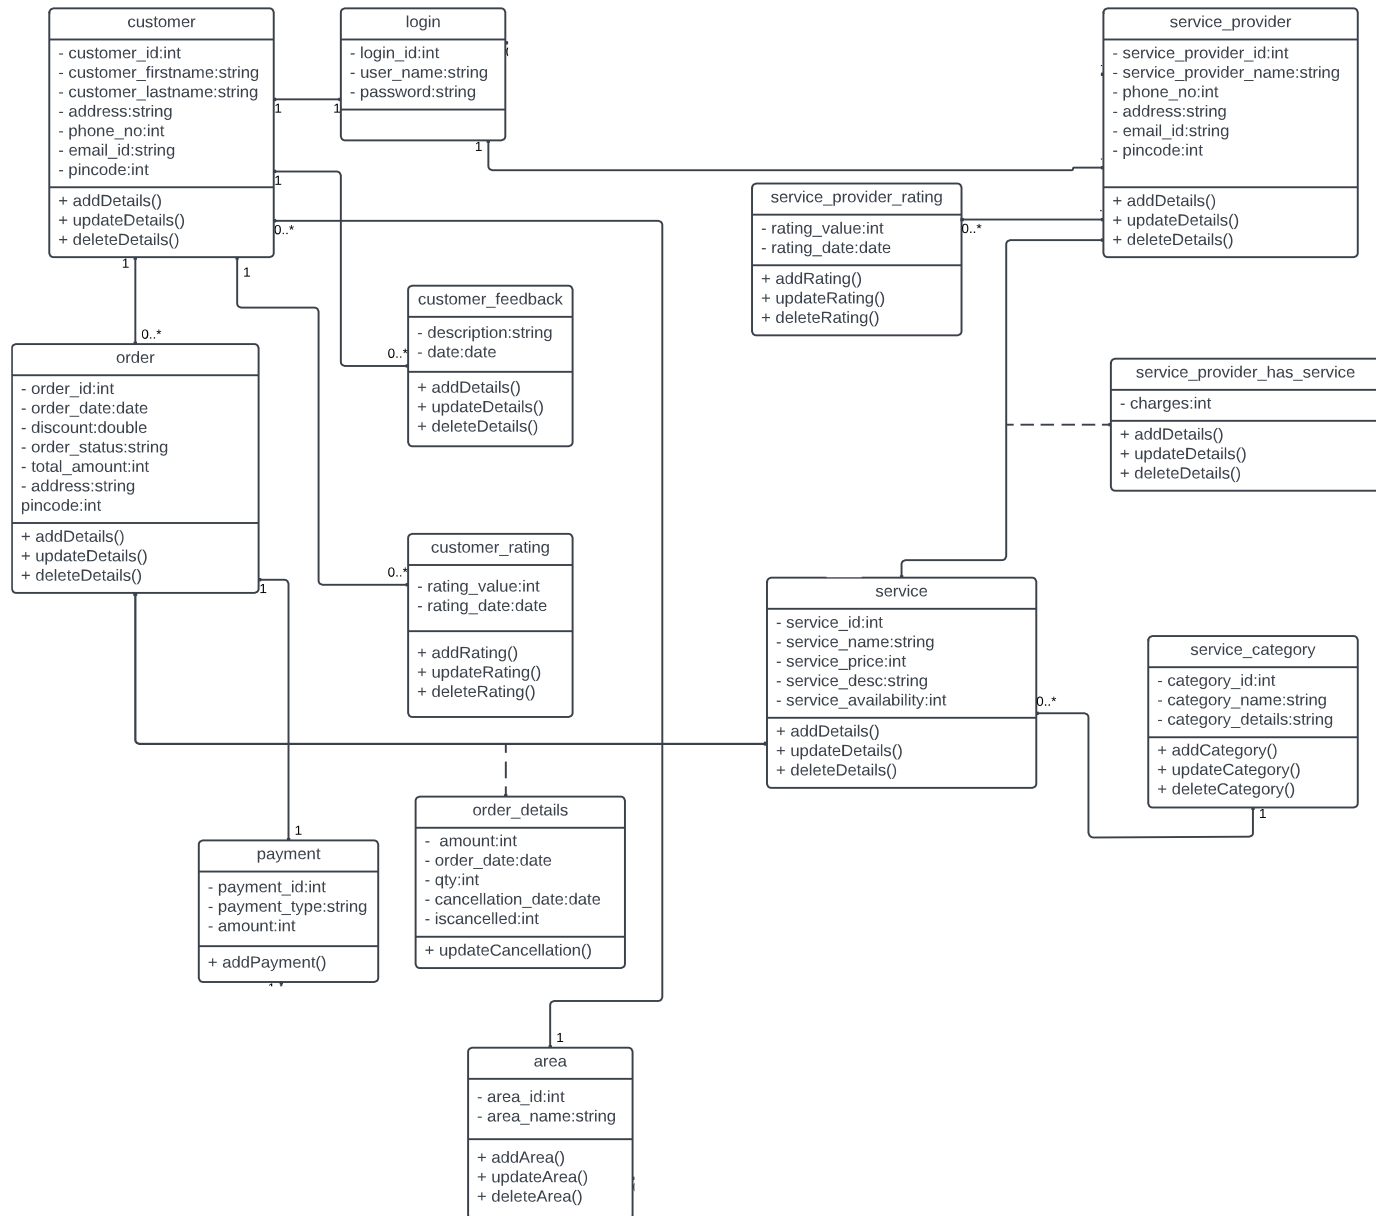 customer
- customer_id:int
- customer_firstname:string
- customer_lastname:string
- address:string
- phone_no:int
- email_id:string
- pincode:int
+ addDetails()
+ updateDetails()
+ deleteDetails()
login
- login_id:int
- user_name:string
- password:string
service_provider
- service_provider_id:int
- service_provider_name:string
- phone_no:int
- address:string
- email_id:string
- pincode:int
+ addDetails()
+ updateDetails()
+ deleteDetails()
1
1
1
1
0..*
1
1
0..*
service_provider_rating
- rating_value:int
- rating_date:date
+ addRating()
+ updateRating()
+ deleteRating()
0..*
customer_feedback
- description:string
- date:date
+ addDetails()
+ updateDetails()
+ deleteDetails()
0..*
order
- order_id:int
- order_date:date
- discount:double
- order_status:string
- total_amount:int
- address:string
pincode:int
+ addDetails()
+ updateDetails()
+ deleteDetails()
1
service_provider_has_service
- charges:int
+ addDetails()
+ updateDetails()
+ deleteDetails()
customer_rating
- rating_value:int
- rating_date:date
+ addRating()
+ updateRating()
+ deleteRating()
0..*
service
- service_id:int
- service_name:string
- service_price:int
- service_desc:string
- service_availability:int
+ addDetails()
+ updateDetails()
+ deleteDetails()
0..*
service_category
- category_id:int
- category_name:string
- category_details:string
+ addCategory()
+ updateCategory()
+ deleteCategory()
1
1
payment
- payment_id:int
- payment_type:string
- amount:int
+ addPayment()
order_details
- amount:int
- order_date:date
- qty:int
- cancellation_date:date
- iscancelled:int
+ updateCancellation()
1
area
- area_id:int
- area_name:string
+ addArea()
+ updateArea()
+ deleteArea()